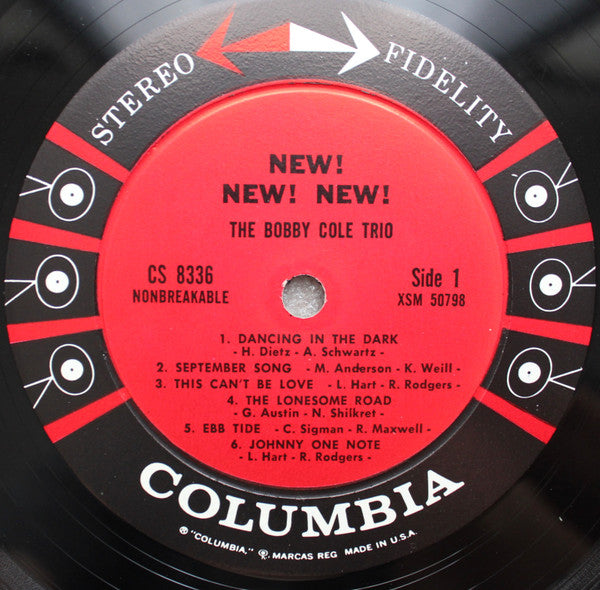 STEREO FIDELITY
NEW!
NEW! NEW!
THE BOBBY COLE TRIO
CS 8336
NONBREAKABLE
Side 1
XSM 50798
1. DANCING IN THE DARK
- H. Dietz - A. Schwartz -
2. SEPTEMBER SONG - M. Anderson - K. Weill -
3. THIS CAN'T BE LOVE - L. Hart - R. Rodgers -
4. THE LONESOME ROAD
- G. Austin - N. Shilkret -
5. EBB TIDE - C. Sigman - R. Maxwell -
6. JOHNNY ONE NOTE
- L. Hart - R. Rodgers -
COLUMBIA
® "COLUMBIA," ®, MARCAS REG MADE IN U.S.A.